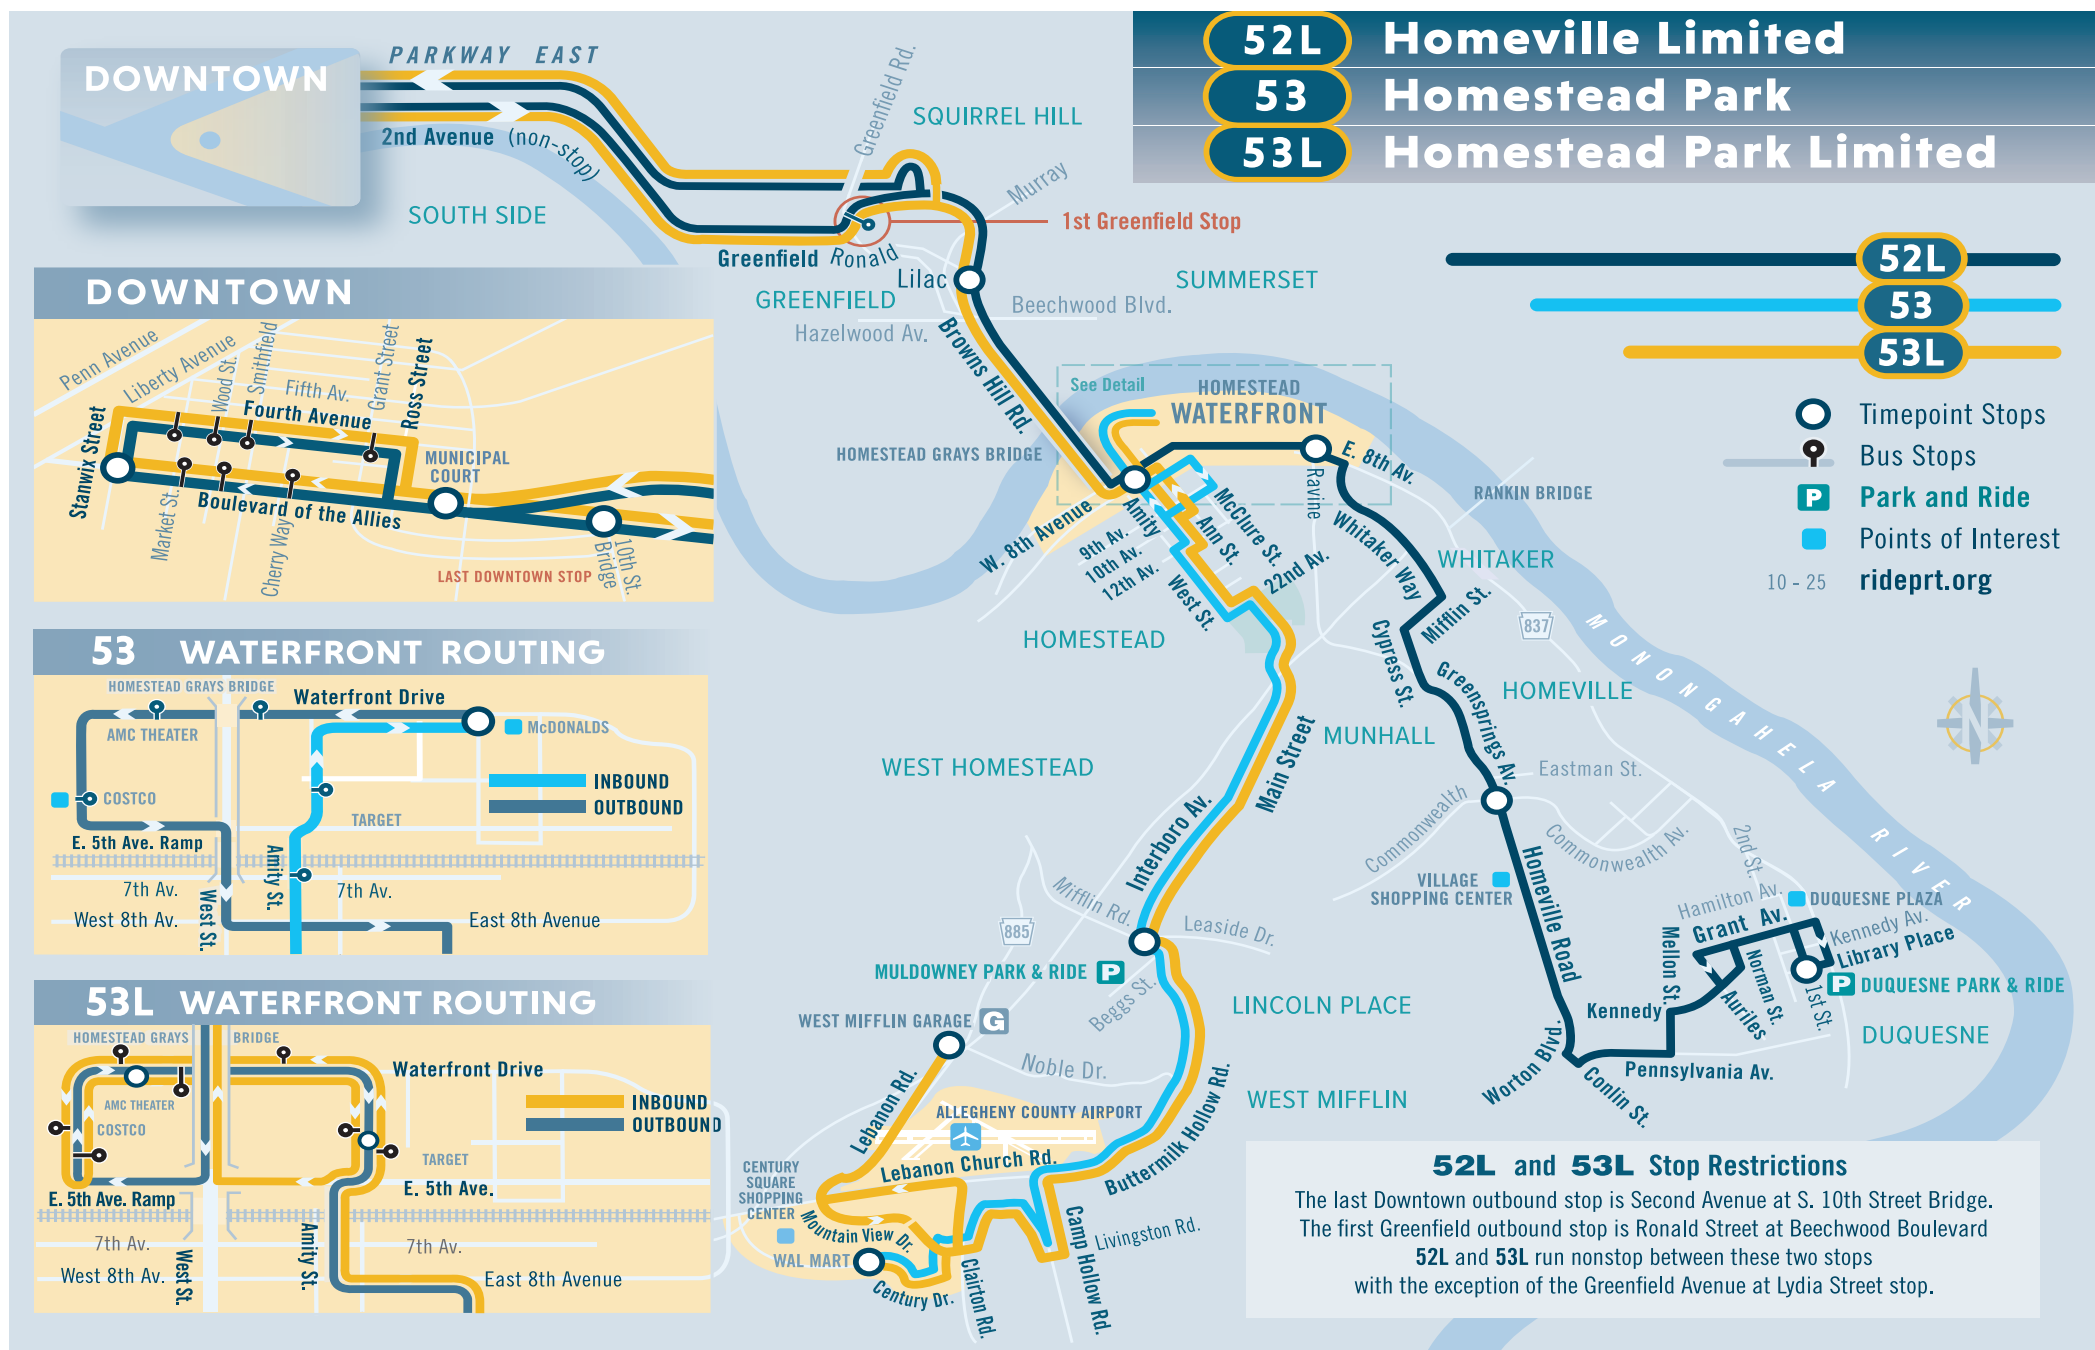 52L Homeville Limited
53 Homestead Park
53L Homestead Park Limited
DOWNTOWN
PARKWAY EAST
2nd Avenue (non-stop)
Greenfield Rd.
SQUIRREL HILL
Murray
SOUTH SIDE
1st Greenfield Stop
Greenfield
Ronald
Lilac
GREENFIELD
SUMMERSET
Beechwood Blvd.
Hazelwood Av.
Browns Hill Rd.
52L
53
53L
Timepoint Stops
Bus Stops
P Park and Ride
Points of Interest
10 - 25 rideprt.org
DOWNTOWN
Penn Avenue
Liberty Avenue
Wood St.
Smithfield
Fifth Av.
Grant Street
Ross Street
Fourth Avenue
Stanwix Street
MUNICIPAL
COURT
Boulevard of the Allies
Market St.
Cherry Way
LAST DOWNTOWN STOP
10th St.
Bridge
See Detail
HOMESTEAD
WATERFRONT
HOMESTEAD GRAYS BRIDGE
E. 8th Av.
Ravine
RANKIN BRIDGE
W. 8th Avenue
Amity
McClure St.
Ann St.
9th Av.
10th Av.
12th Av.
West St.
22nd Av.
Whitaker Way
WHITAKER
Mifflin St.
837
MONONGAHELA RIVER
HOMESTEAD
Cypress St.
Greensprings Av.
HOMEVILLE
N
MUNHALL
Main Street
WEST HOMESTEAD
Eastman St.
Interboro Av.
Commonwealth
Commonwealth Av.
2nd St.
Homeville Road
VILLAGE
SHOPPING CENTER
Mifflin Rd.
Leaside Dr.
885
Hamilton Av.
DUQUESNE PLAZA
Grant Av.
Kennedy Av.
Library Place
Mellon St.
Norman St.
Auriles
1st St.
P DUQUESNE PARK & RIDE
MULDOWNEY PARK & RIDE P
Beggs St.
LINCOLN PLACE
Kennedy
DUQUESNE
WEST MIFFLIN GARAGE G
Noble Dr.
Worton Blvd.
Pennsylvania Av.
Conlin St.
WEST MIFFLIN
Lebanon Rd.
ALLEGHENY COUNTY AIRPORT
Lebanon Church Rd.
Buttermilk Hollow Rd.
CENTURY
SQUARE
SHOPPING
CENTER
Mountain View Dr.
WAL MART
Century Dr.
Clairton Rd.
Camp Hollow Rd.
Livingston Rd.
53 WATERFRONT ROUTING
HOMESTEAD GRAYS BRIDGE
Waterfront Drive
AMC THEATER
McDONALDS
INBOUND
OUTBOUND
COSTCO
TARGET
E. 5th Ave. Ramp
Amity St.
7th Av.
7th Av.
West St.
West 8th Av.
East 8th Avenue
53L WATERFRONT ROUTING
HOMESTEAD GRAYS BRIDGE
Waterfront Drive
AMC THEATER
INBOUND
OUTBOUND
COSTCO
TARGET
E. 5th Ave. Ramp
E. 5th Ave.
7th Av.
7th Av.
West St.
Amity St.
West 8th Av.
East 8th Avenue
52L and 53L Stop Restrictions
The last Downtown outbound stop is Second Avenue at S. 10th Street Bridge.
The first Greenfield outbound stop is Ronald Street at Beechwood Boulevard
52L and 53L run nonstop between these two stops
with the exception of the Greenfield Avenue at Lydia Street stop.